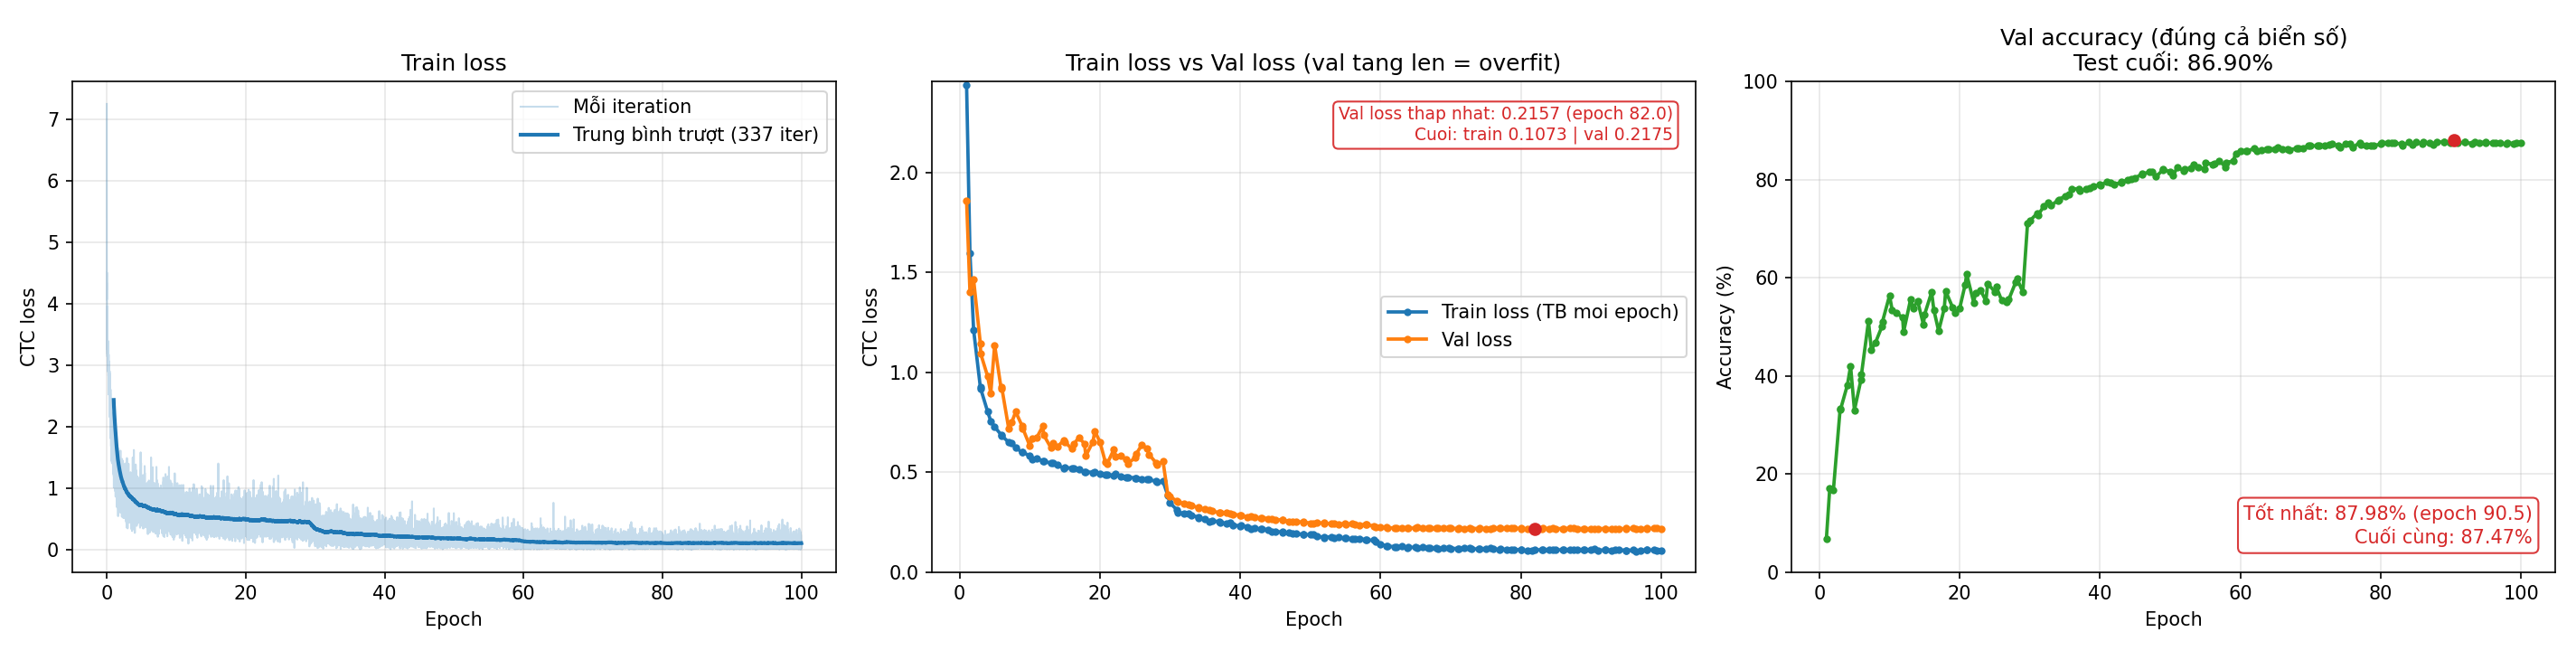 Train loss
CTC loss
7
6
5
4
3
2
1
0
Mỗi iteration
Trung bình trượt (337 iter)
0 20 40 60 80 100
Epoch
Train loss vs Val loss (val tang len = overfit)
CTC loss
2.0
1.5
1.0
0.5
0.0
Val loss thap nhat: 0.2157 (epoch 82.0)
Cuoi: train 0.1073 | val 0.2175
Train loss (TB moi epoch)
Val loss
0 20 40 60 80 100
Epoch
Val accuracy (đúng cả biển số)
Test cuối: 86.90%
Accuracy (%)
100
80
60
40
20
0
Tốt nhất: 87.98% (epoch 90.5)
Cuối cùng: 87.47%
0 20 40 60 80 100
Epoch